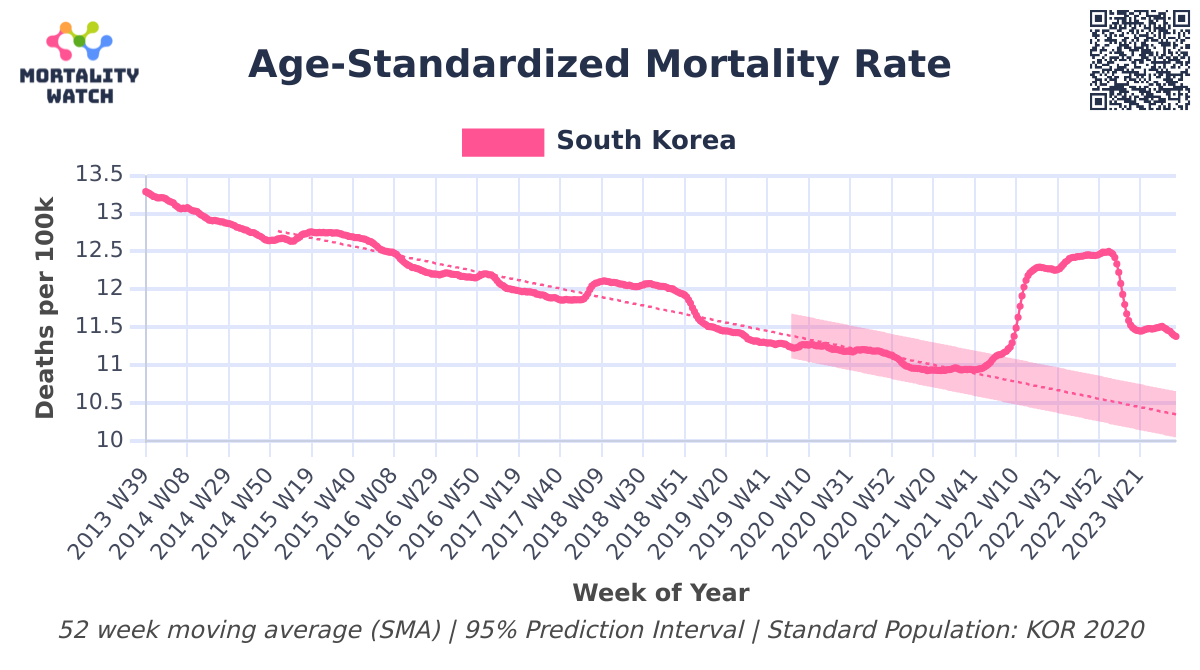 MORTALITY
WATCH
Age-Standardized Mortality Rate
South Korea
Deaths per 100k
13.5
13
12.5
12
11.5
11
10.5
10
2013 W39
2014 W08
2014 W29
2014 W50
2015 W19
2015 W40
2016 W08
2016 W29
2016 W50
2017 W19
2017 W40
2018 W09
2018 W30
2018 W51
2019 W20
2019 W41
2020 W10
2020 W31
2020 W52
2021 W20
2021 W41
2022 W10
2022 W31
2022 W52
2023 W21
Week of Year
52 week moving average (SMA) | 95% Prediction Interval | Standard Population: KOR 2020